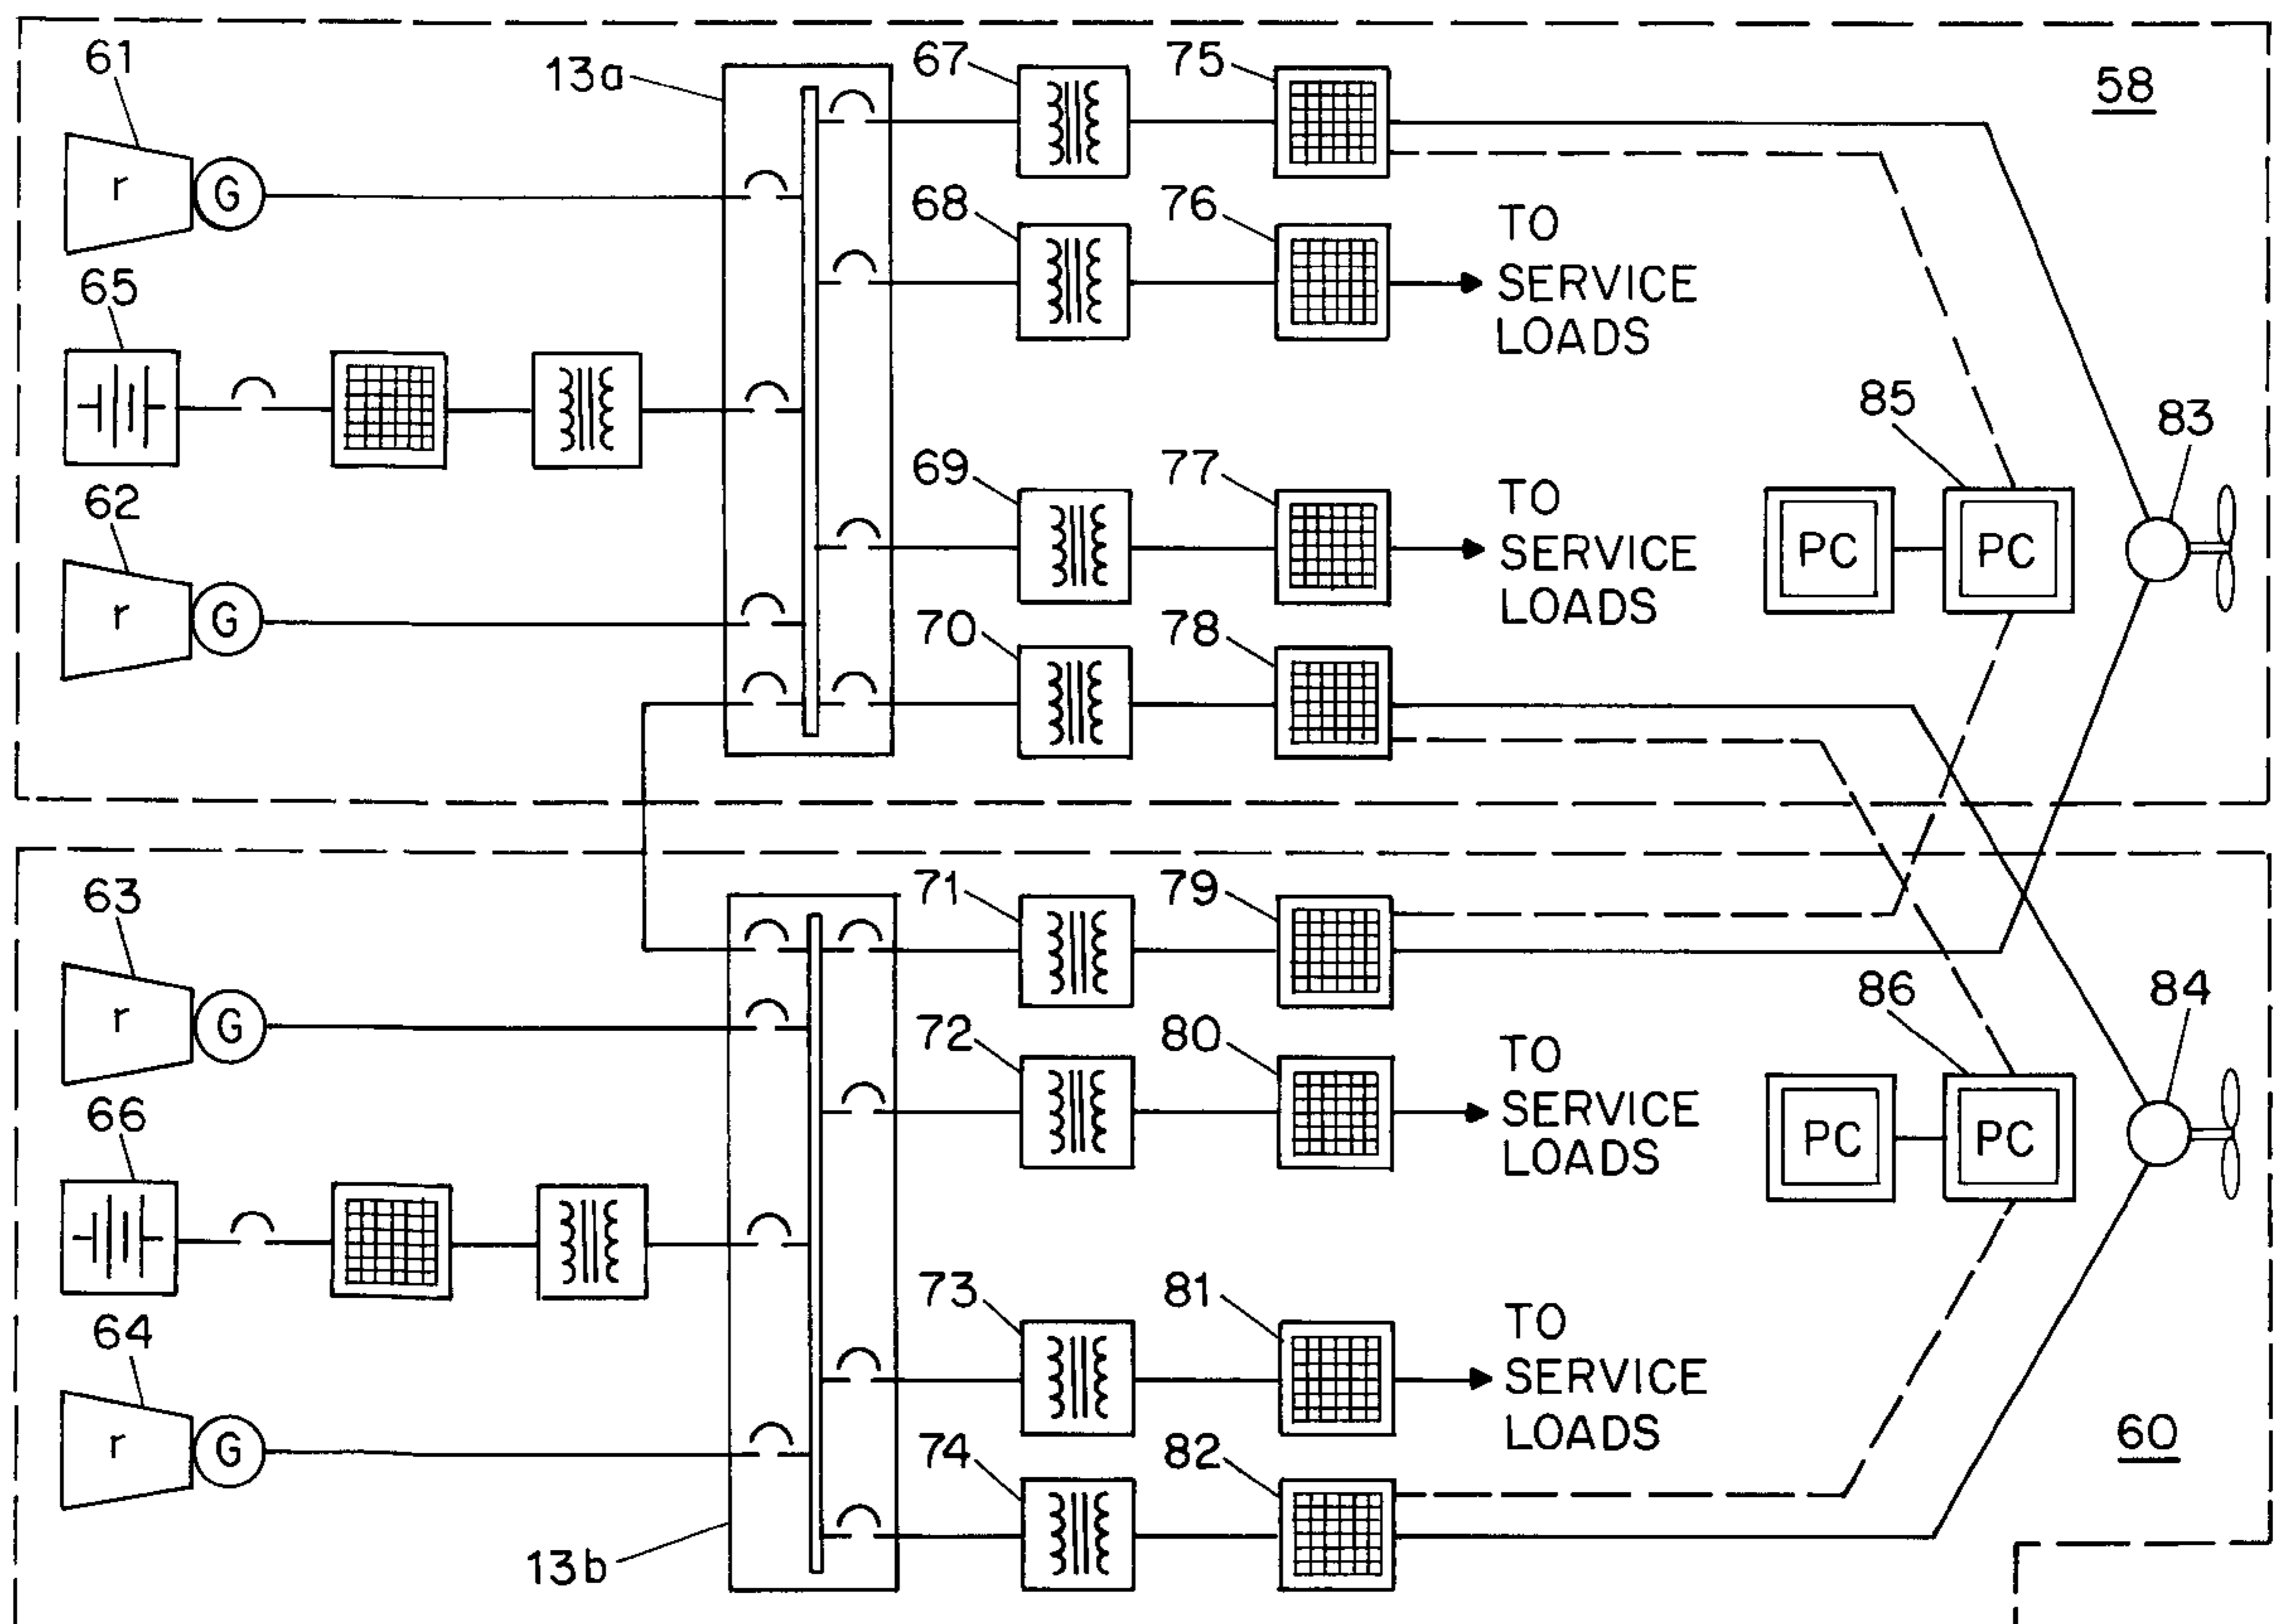 61
13a
67
75
58
r
G
68
76
TO
SERVICE
LOADS
65
85
83
69
77
TO
SERVICE
LOADS
62
PC
PC
r
G
70
78
63
71
79
r
G
72
80
86
84
TO
SERVICE
LOADS
66
PC
PC
73
81
TO
SERVICE
LOADS
64
60
r
G
74
82
13b